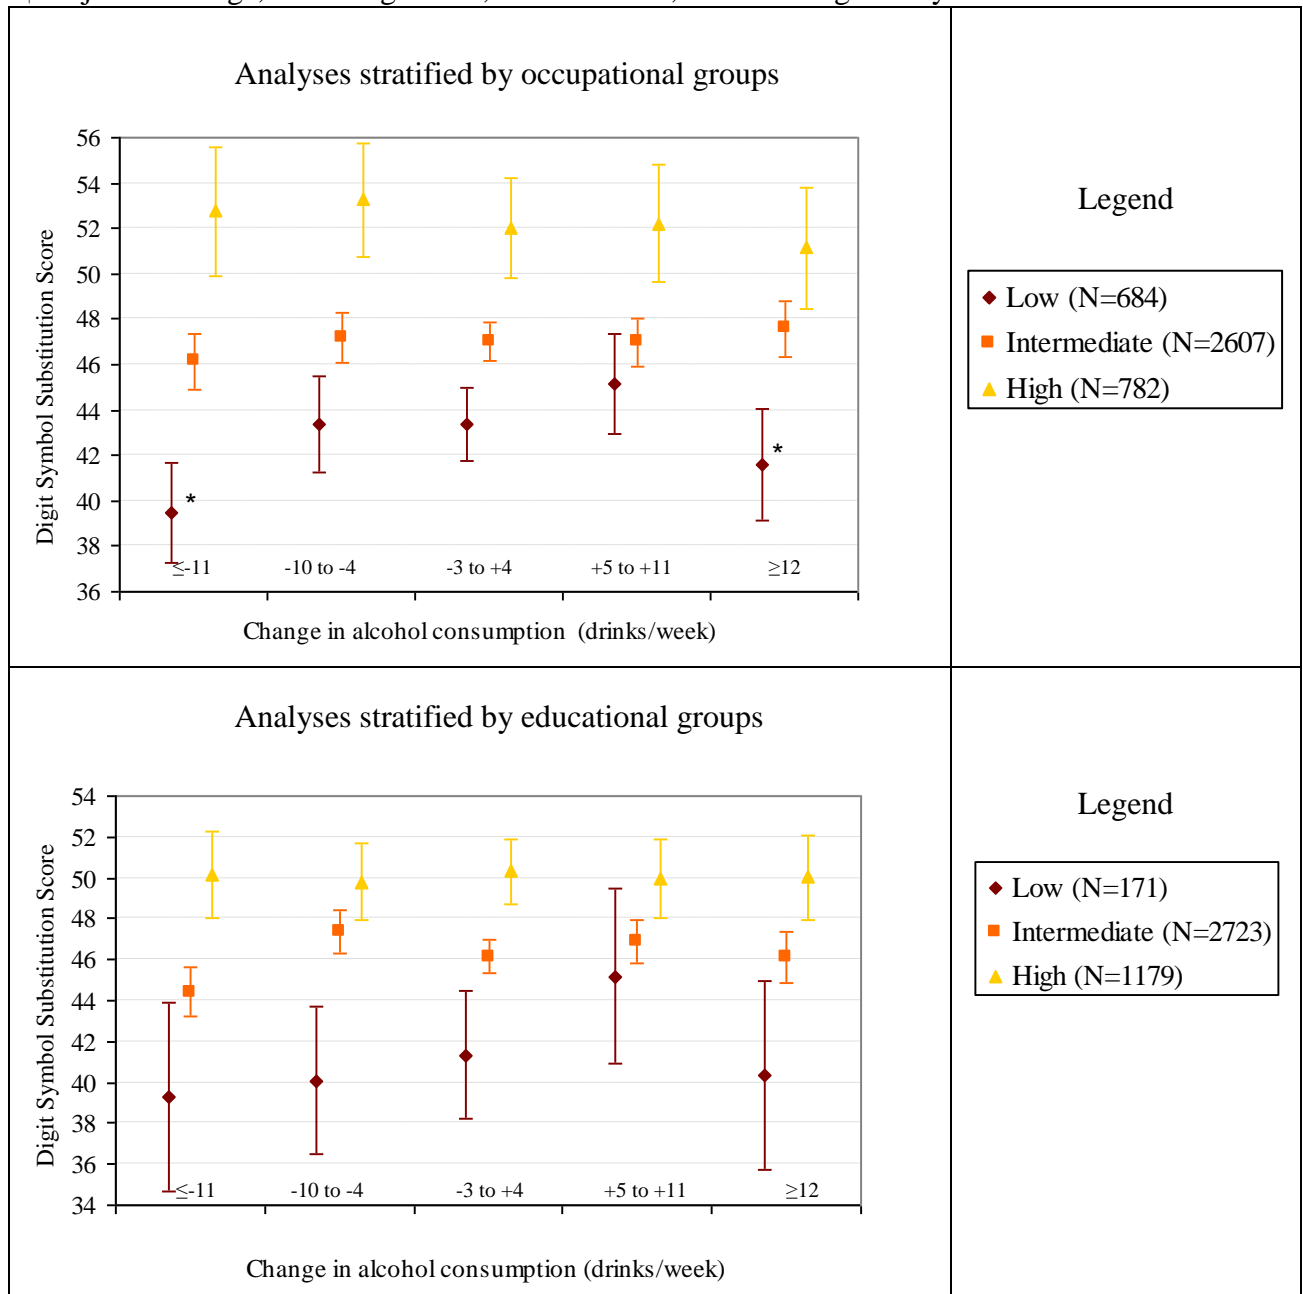 Analyses stratified by occupational groups
Digit Symbol Substitution Score
56
54
52
50
48
46
44
42
40
38
36
*
*
≤-11
-10 to -4
-3 to +4
+5 to +11
≥12
Change in alcohol consumption (drinks/week)
Legend
Low (N=684)
Intermediate (N=2607)
High (N=782)
Analyses stratified by educational groups
Digit Symbol Substitution Score
54
52
50
48
46
44
42
40
38
36
34
≤-11
-10 to -4
-3 to +4
+5 to +11
≥12
Change in alcohol consumption (drinks/week)
Legend
Low (N=171)
Intermediate (N=2723)
High (N=1179)